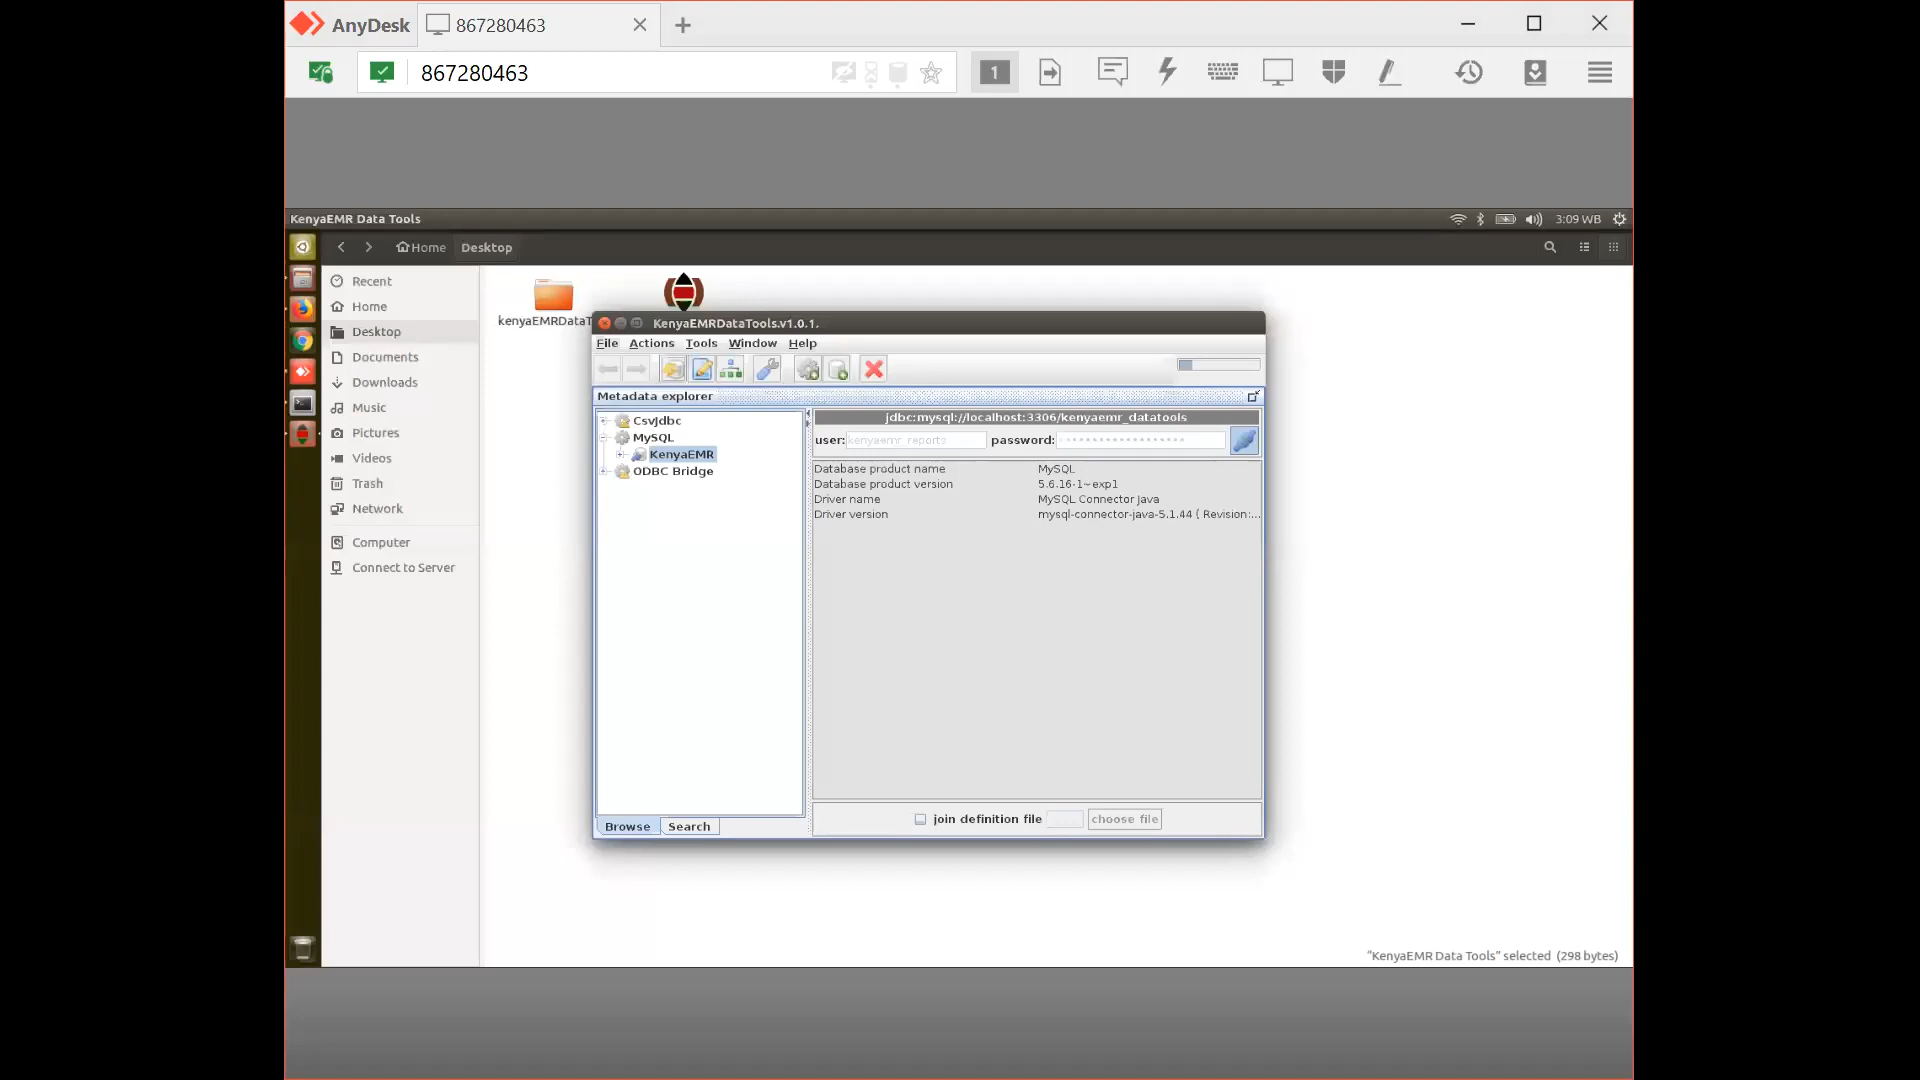 AnyDesk
867280463
867280463
1
KenyaEMR Data Tools
3:09 WB
Home
Desktop
Recent
Home
Desktop
Documents
Downloads
Music
Pictures
Videos
Trash
Network
Computer
Connect to Server
kenyaEMRDataT
KenyaEMRDataTools.v1.0.1.
File Actions Tools Window Help
Metadata explorer
CsvJdbc
MySQL
KenyaEMR
ODBC Bridge
jdbc:mysql://localhost:3306/kenyaemr_datatools
user: kenyaemr_reports password:
Database product name MySQL
Database product version 5.6.16-1~exp1
Driver name MySQL Connector Java
Driver version mysql-connector-java-5.1.44 ( Revision:...
join definition file choose file
Browse Search
"KenyaEMR Data Tools" selected (298 bytes)